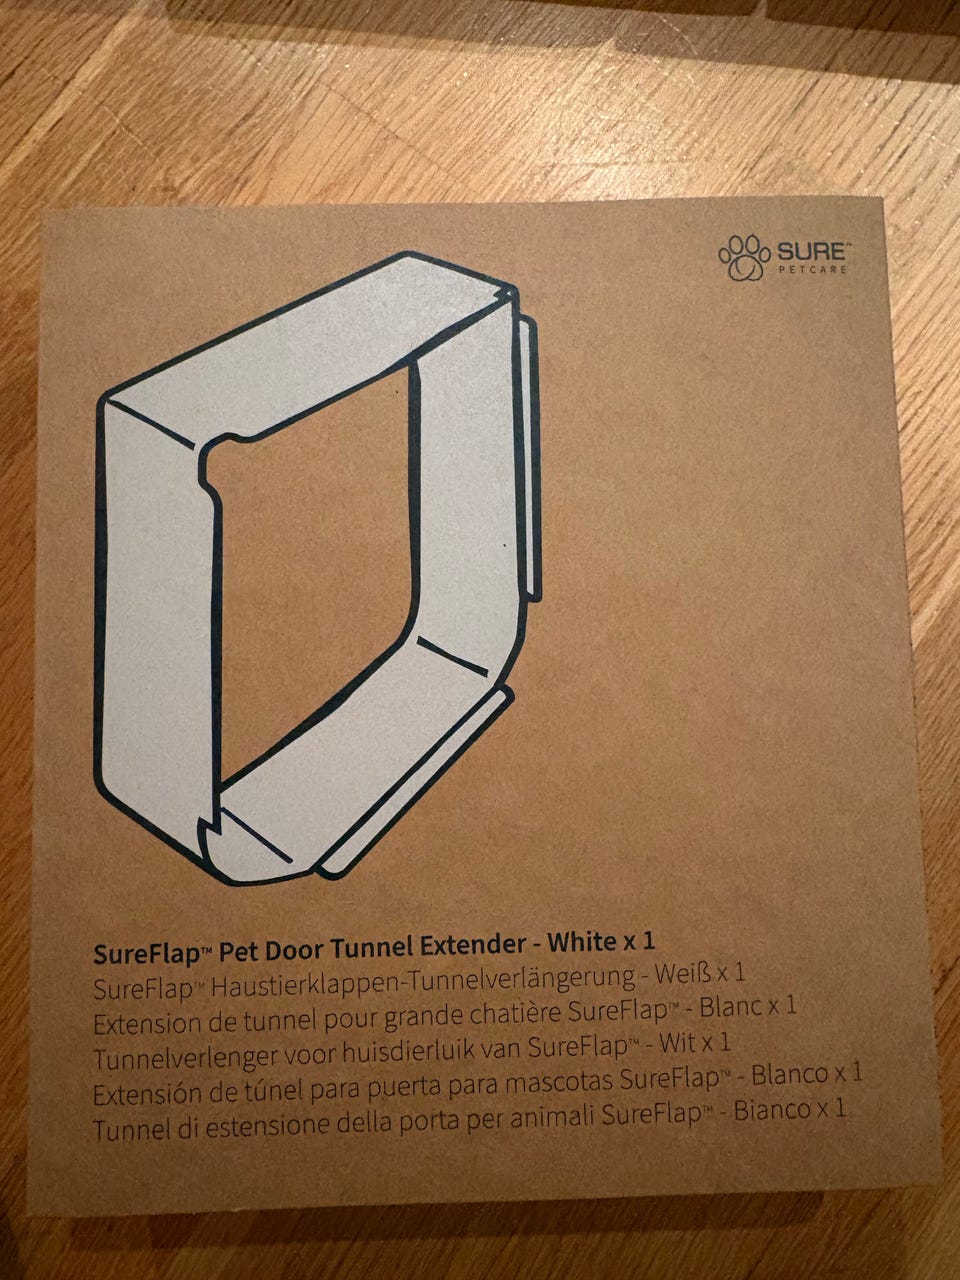 SURE™
PETCARE
SureFlap™ Pet Door Tunnel Extender - White x 1
SureFlap™ Haustierklappen-Tunnelverlängerung - Weiß x 1
Extension de tunnel pour grande chatière SureFlap™ - Blanc x 1
Tunnelverlenger voor huisdierluik van SureFlap™ - Wit x 1
Extensión de túnel para puerta para mascotas SureFlap™ - Blanco x 1
Tunnel di estensione della porta per animali SureFlap™ - Bianco x 1